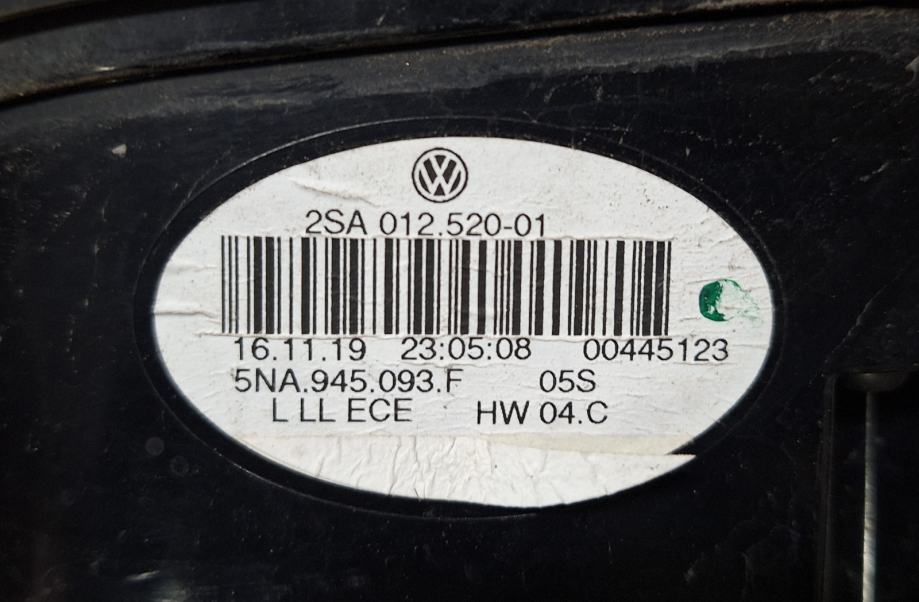 2SA 012.520-01
16.11.19 23:05:08 00445123
5NA.945.093.F 05S
L LL ECE HW 04.C